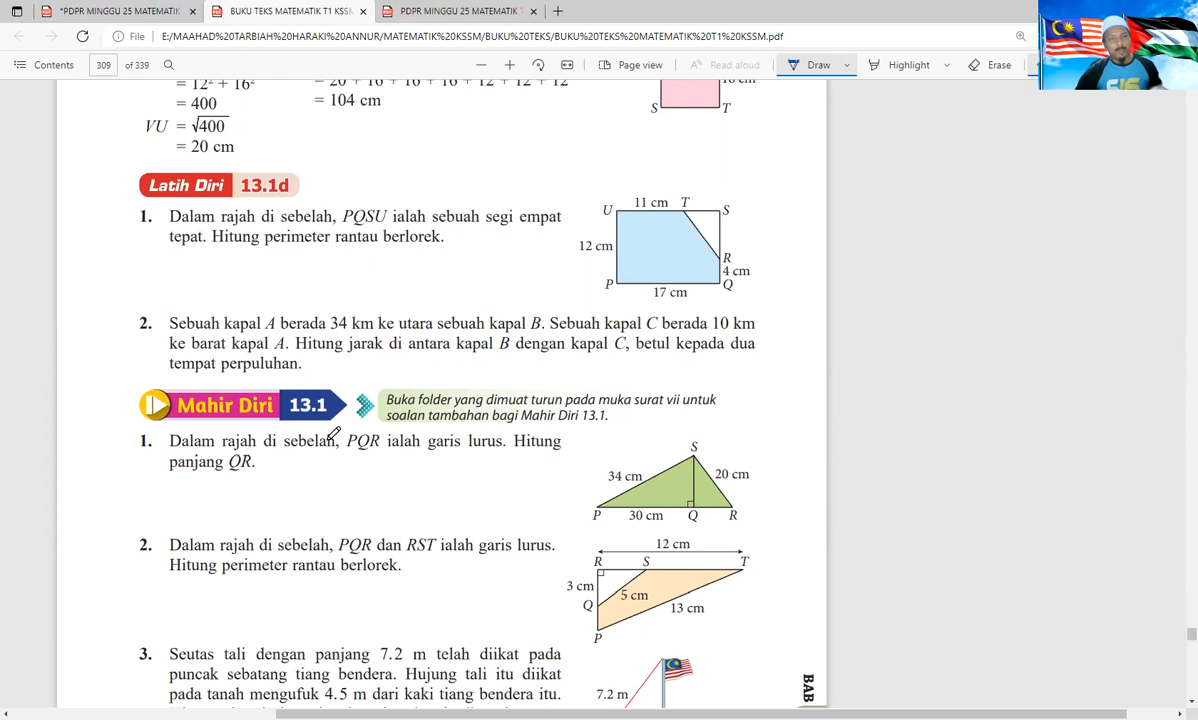 *PDPR MINGGU 25 MATEMATIK
BUKU TEKS MATEMATIK T1 KSSM
PDPR MINGGU 25 MATEMATIK T
File
E:/MAAHAD%20TARBIAH%20HARAKI%20ANNUR/MATEMATIK%20KSSM/BUKU%20TEKS/BUKU%20TEKS%20MATEMATIK%20T1%20KSSM.pdf
Contents
309 of 339
Page view
Read aloud
Draw
Highlight
Erase
= 12² + 16²
= 20 + 16 + 16 + 16 + 12 + 12 + 12
= 400
= 104 cm
S T
VU = √400
= 20 cm
Latih Diri 13.1d
1. Dalam rajah di sebelah, PQSU ialah sebuah segi empat
tepat. Hitung perimeter rantau berlorek.
11 cm
U T S
12 cm
R
4 cm
P Q
17 cm
2. Sebuah kapal A berada 34 km ke utara sebuah kapal B. Sebuah kapal C berada 10 km
ke barat kapal A. Hitung jarak di antara kapal B dengan kapal C, betul kepada dua
tempat perpuluhan.
Mahir Diri 13.1
Buka folder yang dimuat turun pada muka surat vii untuk
soalan tambahan bagi Mahir Diri 13.1.
1. Dalam rajah di sebelah, PQR ialah garis lurus. Hitung
panjang QR.
S
34 cm
20 cm
P 30 cm Q R
2. Dalam rajah di sebelah, PQR dan RST ialah garis lurus.
Hitung perimeter rantau berlorek.
12 cm
R S T
3 cm
5 cm
Q
13 cm
P
3. Seutas tali dengan panjang 7.2 m telah diikat pada
puncak sebatang tiang bendera. Hujung tali itu diikat
pada tanah mengufuk 4.5 m dari kaki tiang bendera itu.
7.2 m
BAB